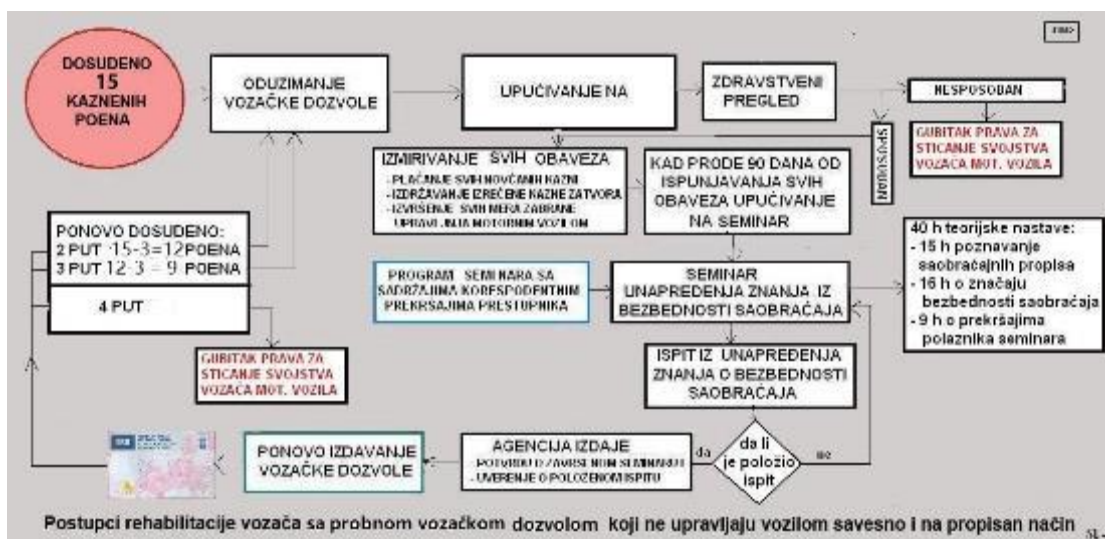 DOSUDENO
15
KAZNENIH
POENA
ODUZIMANJE
VOZAČKE DOZVOLE
UPUĆIVANJE NA
ZDRAVSTVENI
PREGLED
NESPOSOBAN
GUBITAK PRAVA ZA
STICANJE SVOJSTVA
VOZAČA MOT. VOZILA
SPOSOBAN
IZMIRIVANJE SVIH OBAVEZA
- PLAĆANJE SVIH NOVČANIH KAZNI
- IZDRŽAVANJE IZREČENE KAZNE ZATVORA
- IZVRŠENJE SVIH MERA ZABRANE
UPRAVLJANJA MOTORNIM VOZILOM
KAD PRODE 90 DANA OD
ISPUNJAVANJA SVIH
OBAVEZA UPUĆIVANJE
NA SEMINAR
PONOVO DOSUDENO:
2 PUT 15-3=12POENA
3 PUT 12-3 = 9 POENA
4 PUT
GUBITAK PRAVA ZA
STICANJE SVOJSTVA
VOZAČA MOT. VOZILA
PROGRAM SEMINARA SA
SADRŽAJIMA KORESPODENTNIM
PREKRŠAJIMA PRESTUPNIKA
SEMINAR
UNAPREDENJA ZNANJA IZ
BEZBEDNOSTI SAOBRAĆAJA
40 h teorijske nastave:
- 15 h poznavanje
saobraćajnih propisa
- 16 h o značaju
bezbednosti saobraćaja
- 9 h o prekršajima
polaznika seminara
ISPIT IZ UNAPREDENJA
ZNANJA O BEZBEDNOSTI
SAOBRAĆAJA
da li
je položio
ispit
da
ne
AGENCIJA IZDAJE
- POTVRDU O ZAVRŠENOM SEMINARU
- UVERENJE O POLOŽENOM ISPITU
PONOVO IZDAVANJE
VOZAČKE DOZVOLE
Postupci rehabilitacije vozača sa probnom vozačkom dozvolom koji ne upravljaju vozilom savesno i na propisan način